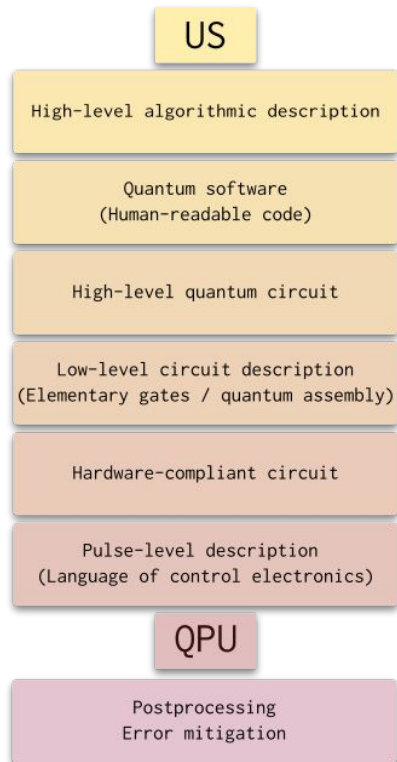 US
High-level algorithmic description
Quantum software
(Human-readable code)
High-level quantum circuit
Low-level circuit description
(Elementary gates / quantum assembly)
Hardware-compliant circuit
Pulse-level description
(Language of control electronics)
QPU
Postprocessing
Error mitigation